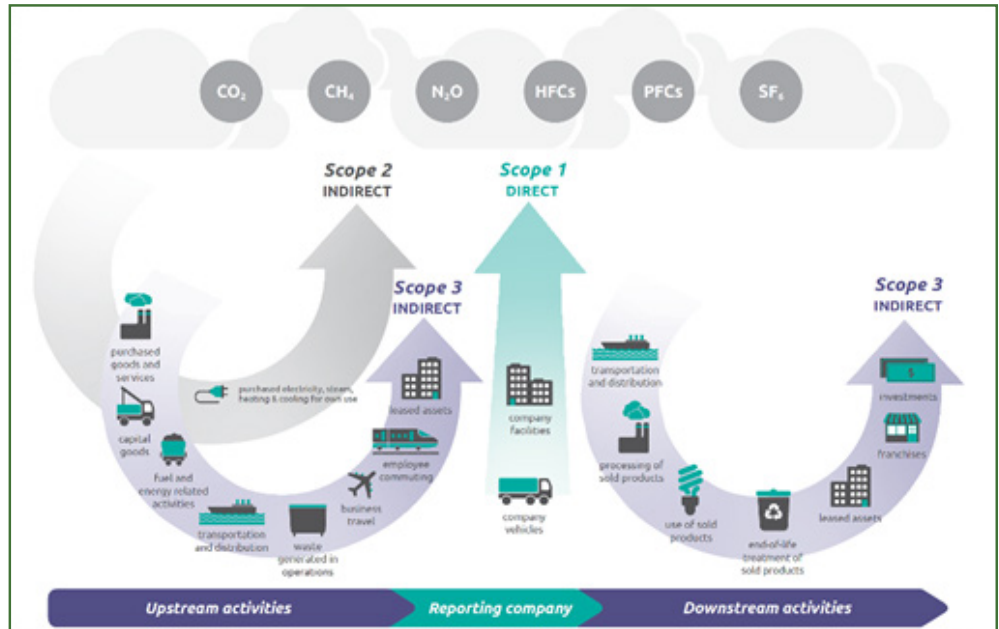 CO₂
CH₄
N₂O
HFCs
PFCs
SF₆
Scope 2
INDIRECT
Scope 1
DIRECT
Scope 3
INDIRECT
Scope 3
INDIRECT
purchased
goods and
services
capital
goods
fuel and
energy related
activities
transportation
and distribution
waste
generated in
operations
business
travel
employee
commuting
leased assets
purchased electricity, steam,
heating & cooling for own use
company
facilities
company
vehicles
transportation
and distribution
processing of
sold products
use of sold
products
end-of-life
treatment of
sold products
leased assets
franchises
$
investments
Upstream activities
Reporting company
Downstream activities